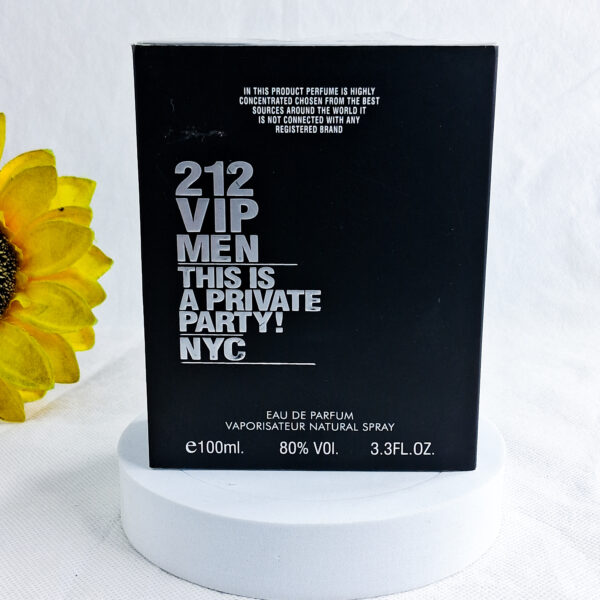 IN THIS PRODUCT PERFUME IS HIGHLY
CONCENTRATED CHOSEN FROM THE BEST
SOURCES AROUND THE WORLD IT
IS NOT CONNECTED WITH ANY
REGISTERED BRAND
212
VIP
MEN
THIS IS
A PRIVATE
PARTY!
NYC
EAU DE PARFUM
VAPORISATEUR NATURAL SPRAY
℮100ml. 80% VOl. 3.3FL.OZ.